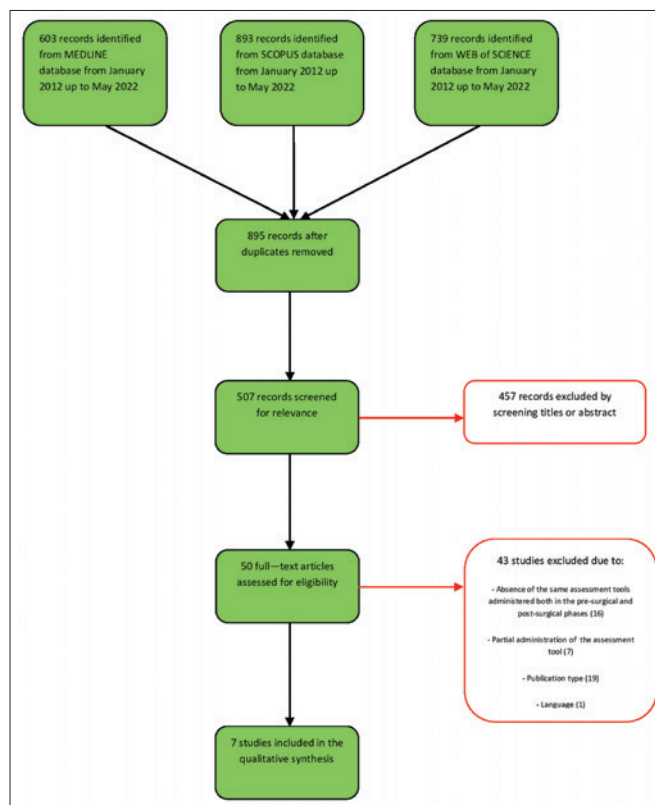 603 records identified
from MEDLINE
database from January
2012 up to May 2022
893 records identified
from SCOPUS database
from January 2012 up
to May 2022
739 records identified
from WEB of SCIENCE
database from January
2012 up to May 2022
895 records after
duplicates removed
507 records screened
for relevance
457 records excluded by
screening titles or abstract
50 full—text articles
assessed for eligibility
43 studies excluded due to:
- Absence of the same assessment tools
administered both in the pre-surgical and
post-surgical phases (16)
- Partial administration of the assessment
tool (7)
- Publication type (19)
- Language (1)
7 studies included in the
qualitative synthesis